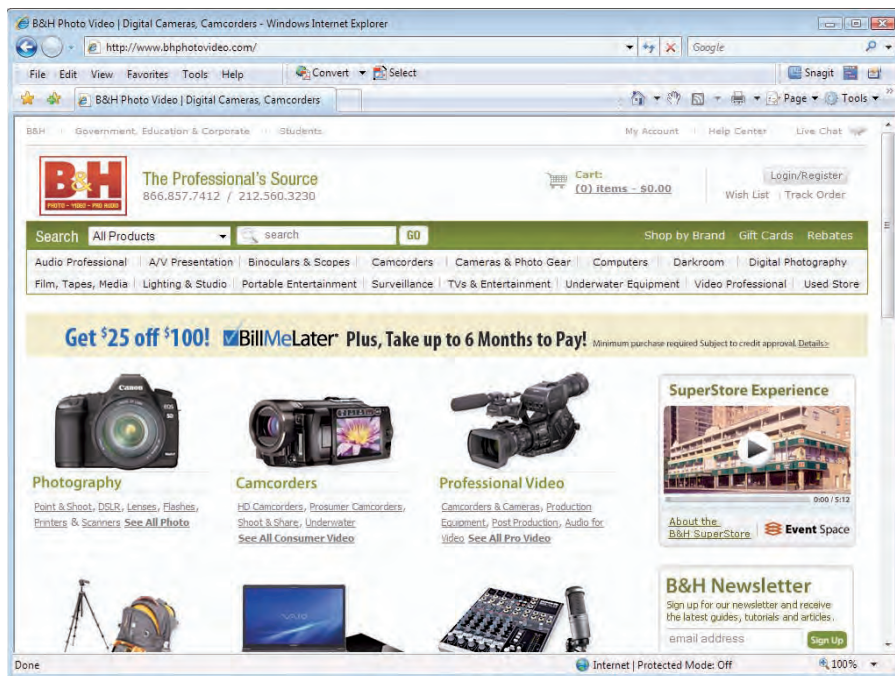 B&H Photo Video | Digital Cameras, Camcorders - Windows Internet Explorer
http://www.bhphotovideo.com/
Google
File Edit View Favorites Tools Help Convert Select Snagit
B&H Photo Video | Digital Cameras, Camcorders Page Tools
B&H Government, Education & Corporate Students My Account Help Center Live Chat
B&H
PHOTO - VIDEO - PRO AUDIO
The Professional's Source
866.857.7412 / 212.560.3230
Cart:
(0) items - $0.00
Login/Register
Wish List Track Order
Search All Products search GO Shop by Brand Gift Cards Rebates
Audio Professional A/V Presentation Binoculars & Scopes Camcorders Cameras & Photo Gear Computers Darkroom Digital Photography
Film, Tapes, Media Lighting & Studio Portable Entertainment Surveillance TVs & Entertainment Underwater Equipment Video Professional Used Store
Get $25 off $100! BillMeLater Plus, Take up to 6 Months to Pay! Minimum purchase required Subject to credit approval. Details>
Canon
EOS
5D
Photography
Point & Shoot, DSLR, Lenses, Flashes,
Printers & Scanners See All Photo
Camcorders
HD Camcorders, Prosumer Camcorders,
Shoot & Share, Underwater
See All Consumer Video
Professional Video
Camcorders & Cameras, Production
Equipment, Post Production, Audio for
Video See All Pro Video
SuperStore Experience
0:00 / 5:12
About the
B&H SuperStore
Event Space
VAIO
B&H Newsletter
Sign up for our newsletter and receive
the latest guides, tutorials and articles.
email address Sign Up
Done Internet | Protected Mode: Off 100%